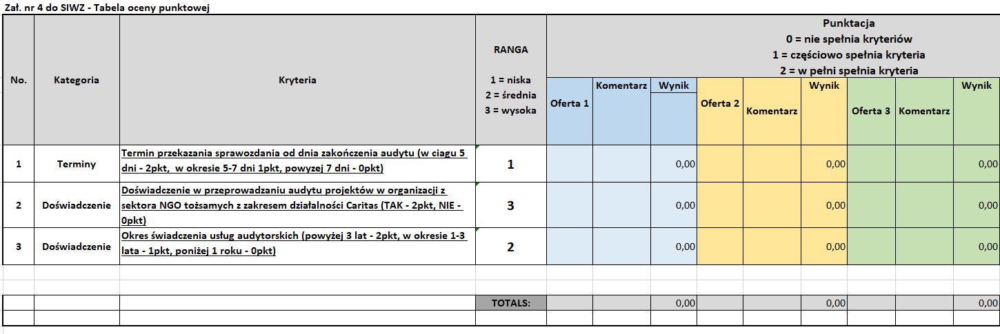 Zał. nr 4 do SIWZ - Tabela oceny punktowej
No.
Kategoria
Kryteria
RANGA
1 = niska
2 = średnia
3 = wysoka
Punktacja
0 = nie spełnia kryteriów
1 = częściowo spełnia kryteria
2 = w pełni spełnia kryteria
Oferta 1
Komentarz
Wynik
Oferta 2
Komentarz
Wynik
Oferta 3
Komentarz
Wynik
1
Terminy
Termin przekazania sprawozdania od dnia zakończenia audytu (w ciagu 5
dni - 2pkt, w okresie 5-7 dni 1pkt, powyzej 7 dni - 0pkt)
1
0,00
0,00
0,00
2
Doświadczenie
Doświadczenie w przeprowadzaniu audytu projektów w organizacji z
sektora NGO tożsamych z zakresem działalności Caritas (TAK - 2pkt, NIE -
0pkt)
3
0,00
0,00
0,00
3
Doświadczenie
Okres świadczenia usług audytorskich (powyżej 3 lat - 2pkt, w okresie 1-3
lata - 1pkt, poniżej 1 roku - 0pkt)
2
0,00
0,00
0,00
TOTALS:
0,00
0,00
0,00